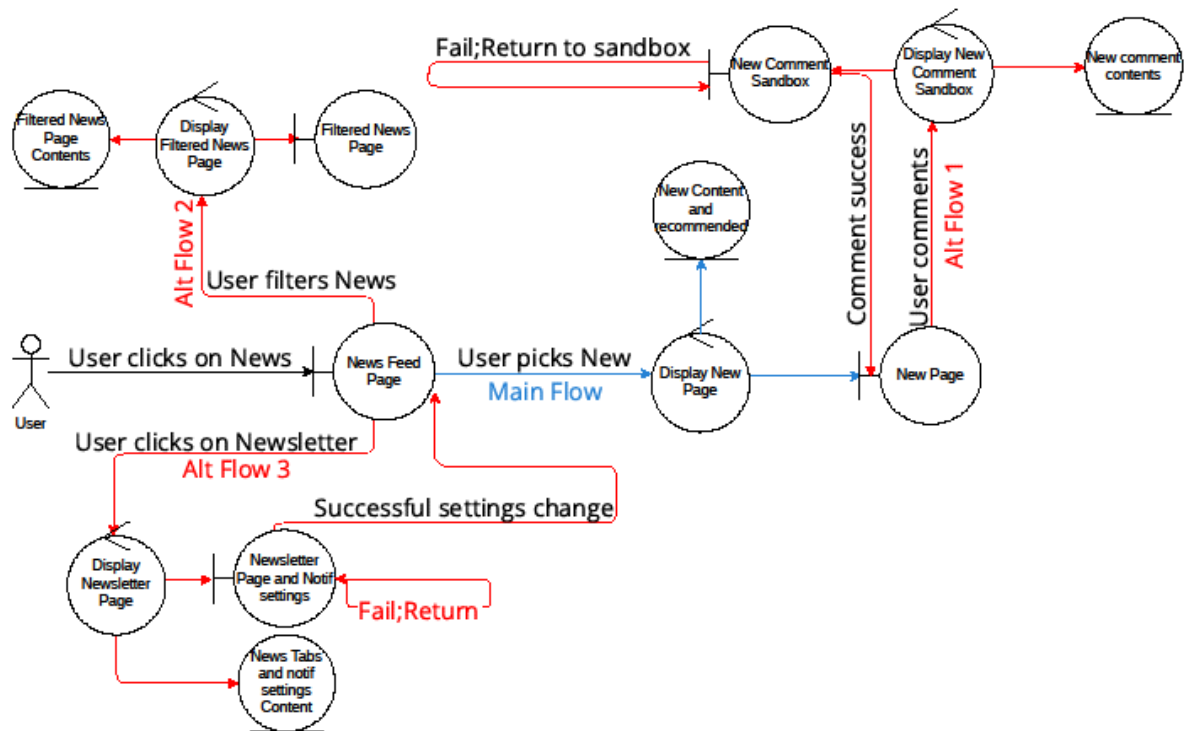 Fail;Return to sandbox
New Comment
Sandbox
Display New
Comment
Sandbox
New comment
contents
Filtered News
Page
Contents
Display
Filtered News
Page
Filtered News
Page
New Content
and
recommended
Comment success
User comments
Alt Flow 1
Alt Flow 2
User filters News
User clicks on News
User
News Feed
Page
User picks New
Main Flow
Display New
Page
New Page
User clicks on Newsletter
Alt Flow 3
Successful settings change
Display
Newsletter
Page
Newsletter
Page and Notif
settings
Fail;Return
News Tabs
and notif
settings
Content